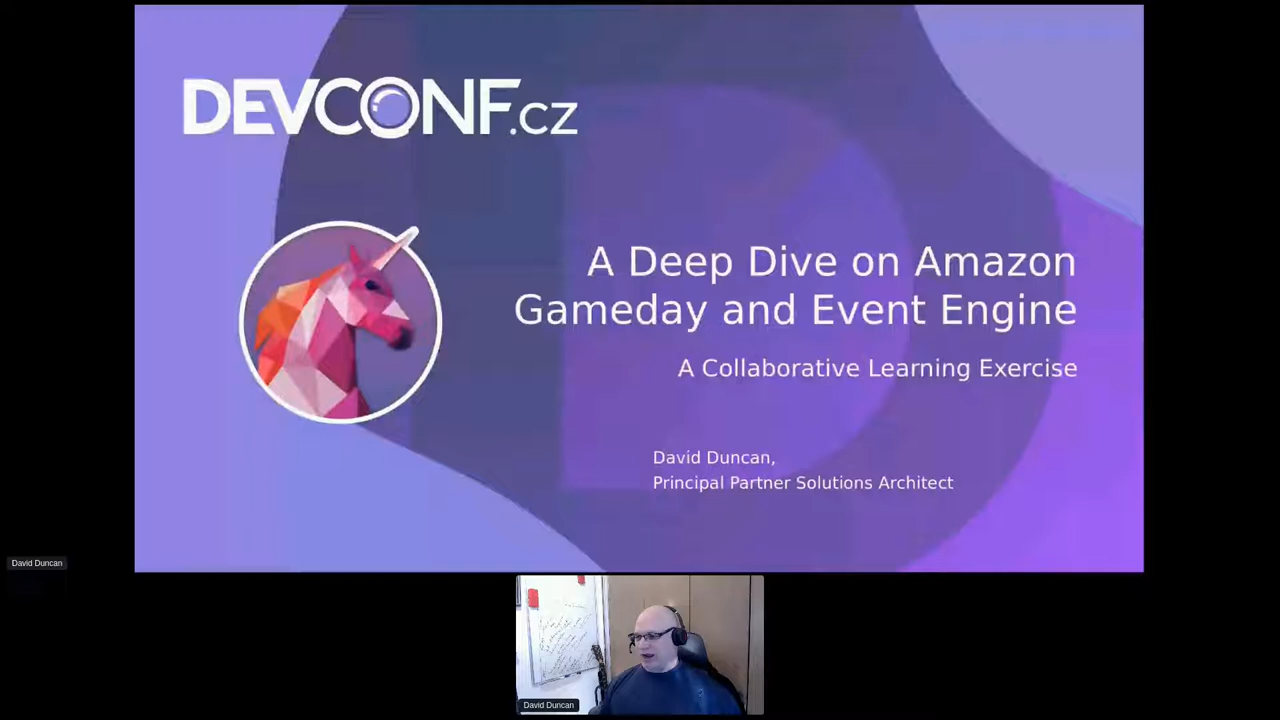 DEVCONF.cz
A Deep Dive on Amazon
Gameday and Event Engine
A Collaborative Learning Exercise
David Duncan,
Principal Partner Solutions Architect
David Duncan
David Duncan